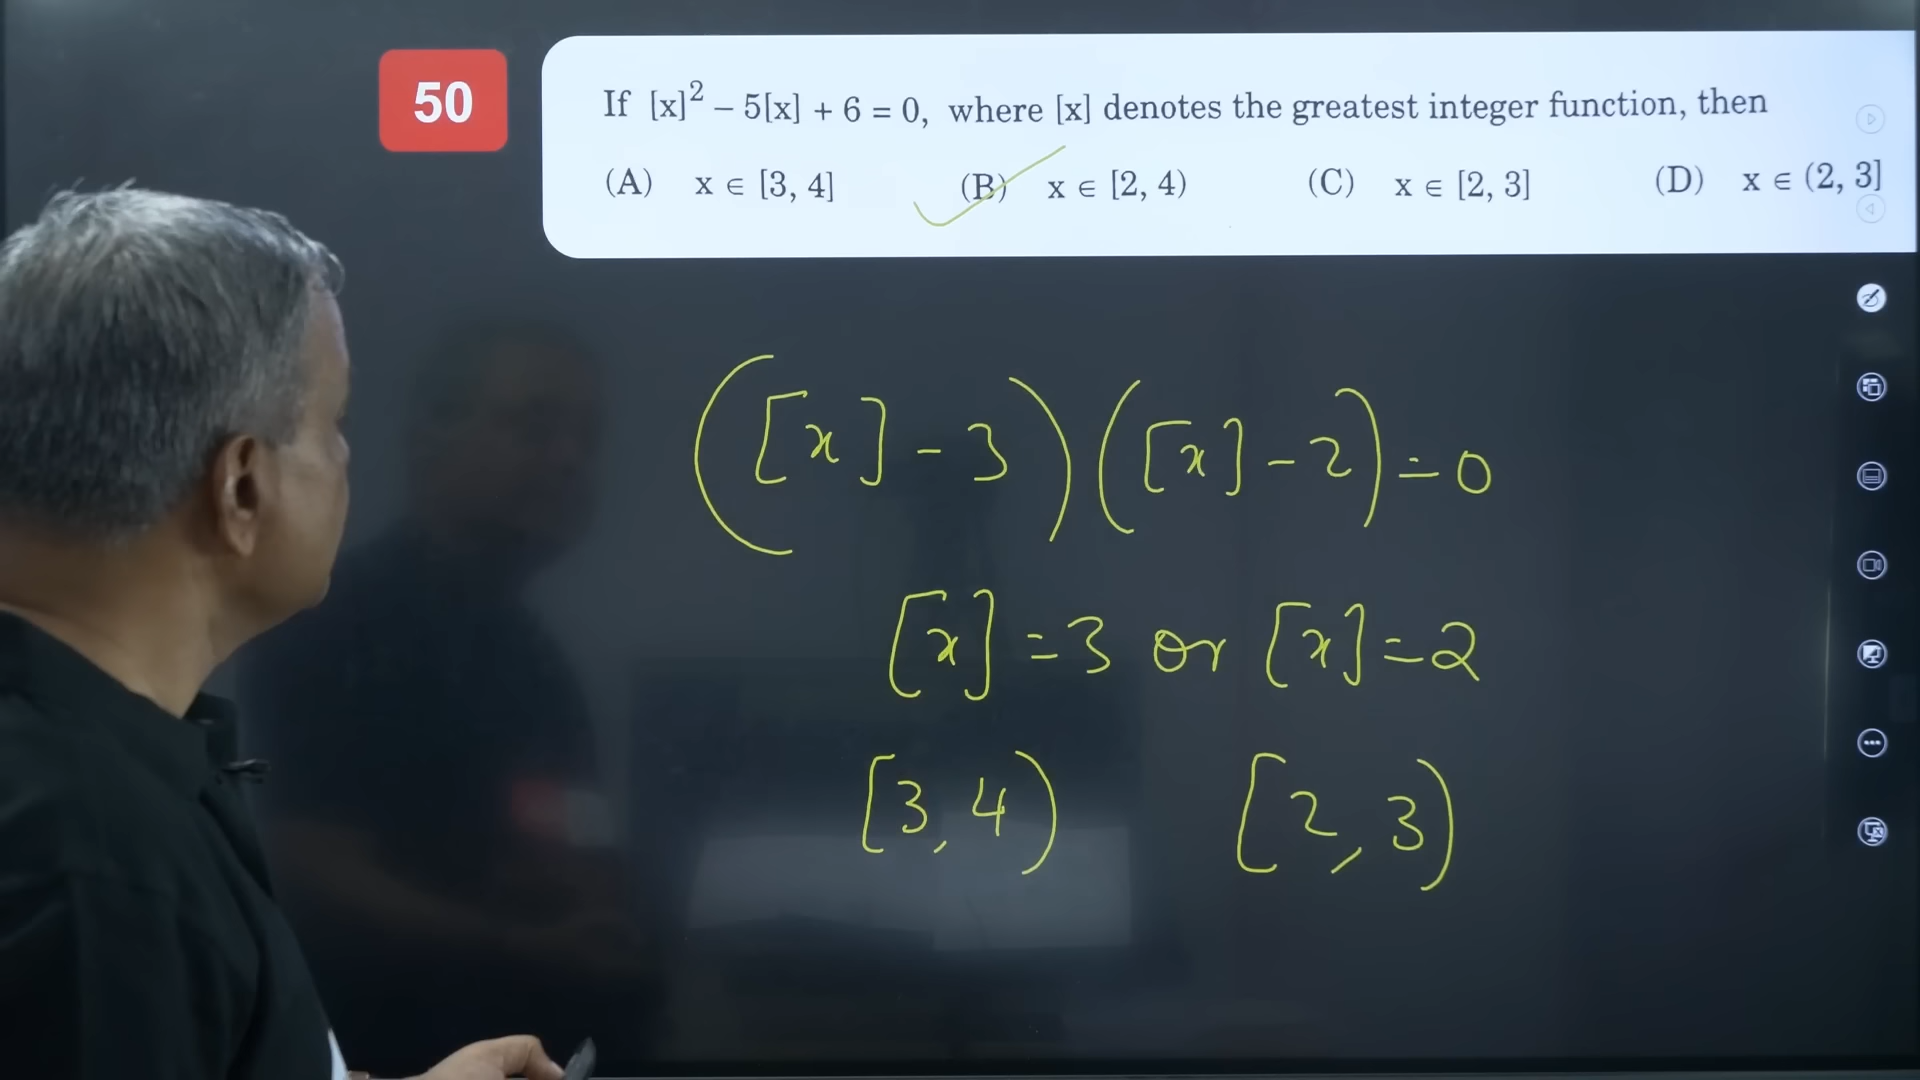 50
If [x]² – 5[x] + 6 = 0, where [x] denotes the greatest integer function, then
(A) x ∈ [3, 4] (B) x ∈ [2, 4) (C) x ∈ [2, 3] (D) x ∈ (2, 3]
([x] - 3)([x] - 2) = 0
[x] = 3 or [x] = 2
[3, 4) [2, 3)